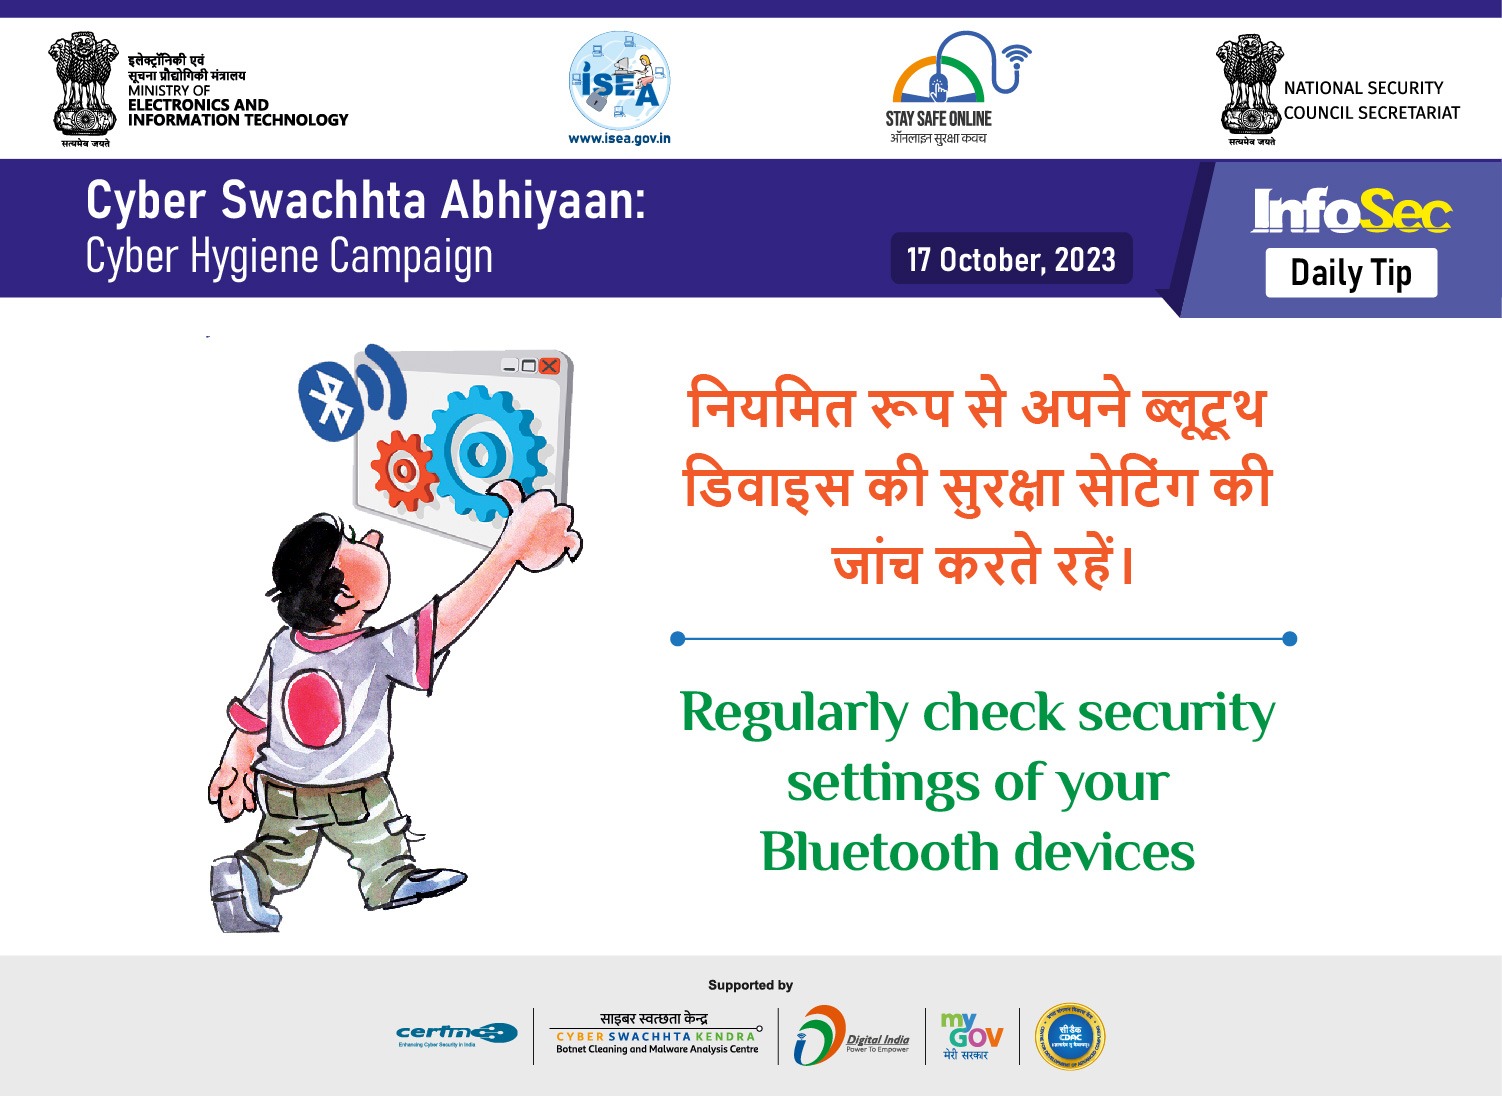 इलेक्ट्रॉनिकी एवं
सूचना प्रौद्योगिकी मंत्रालय
MINISTRY OF
ELECTRONICS AND
INFORMATION TECHNOLOGY
सत्यमेव जयते
iSEA
www.isea.gov.in
STAY SAFE ONLINE
ऑनलाइन सुरक्षा कवच
NATIONAL SECURITY
COUNCIL SECRETARIAT
सत्यमेव जयते
Cyber Swachhta Abhiyaan:
Cyber Hygiene Campaign
17 October, 2023
InfoSec
Daily Tip
नियमित रूप से अपने ब्लूटूथ
डिवाइस की सुरक्षा सेटिंग की
जांच करते रहें।
Regularly check security
settings of your
Bluetooth devices
Supported by
certin
Enhancing Cyber Security in India
साइबर स्वच्छता केन्द्र
CYBER SWACHHTA KENDRA
Botnet Cleaning and Malware Analysis Centre
Digital India
Power To Empower
my
GOV
मेरी सरकार
सी डैक
CDAC